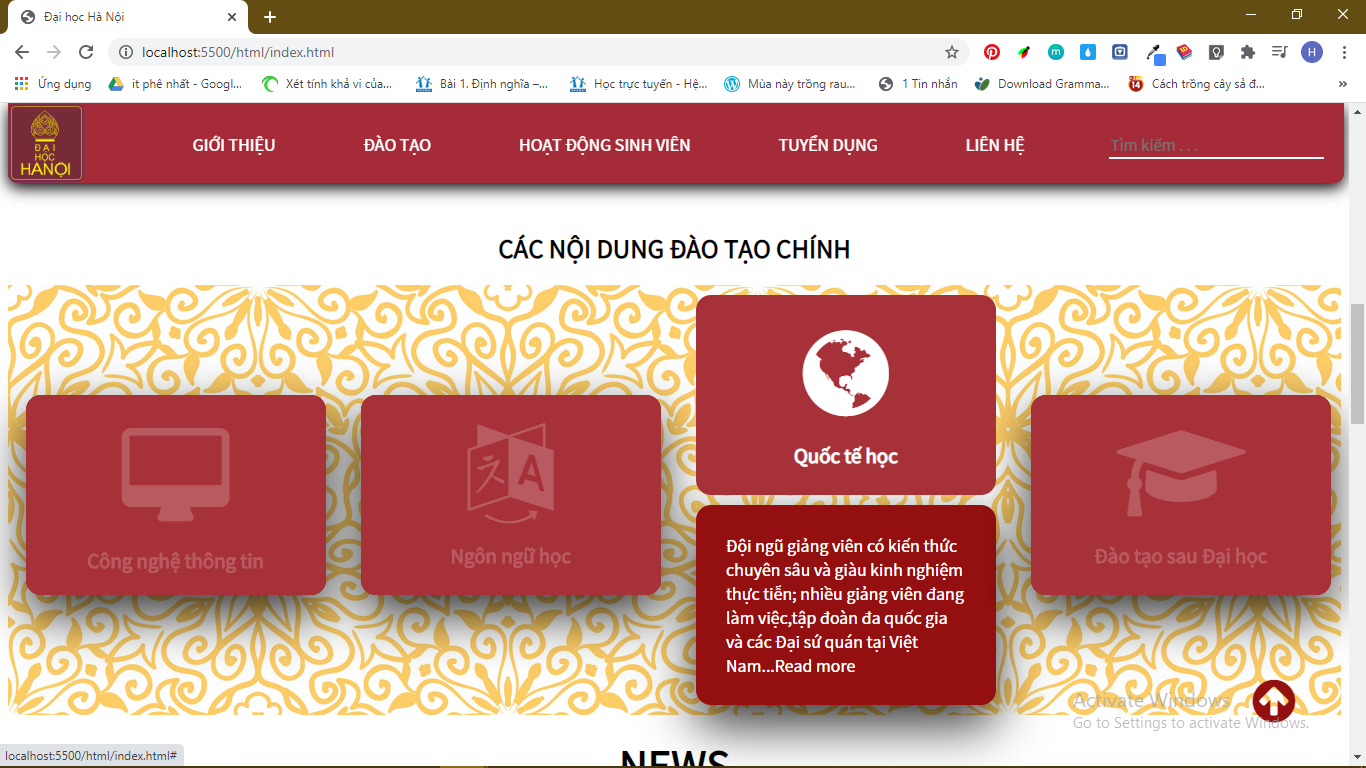 Đại học Hà Nội
localhost:5500/html/index.html
H
Ứng dụng
it phê nhất - Googl...
Xét tính khả vi của...
Bài 1. Định nghĩa –...
Học trực tuyến - Hệ...
Mùa này trồng rau...
1 Tin nhắn
Download Gramma...
14
Cách trồng cây sả đ...
»
ĐẠI
HỌC
HANỌI
GIỚI THIỆU
ĐÀO TẠO
HOẠT ĐỘNG SINH VIÊN
TUYỂN DỤNG
LIÊN HỆ
Tìm kiếm . . .
CÁC NỘI DUNG ĐÀO TẠO CHÍNH
Công nghệ thông tin
A
Ngôn ngữ học
Quốc tế học
Đội ngũ giảng viên có kiến thức
chuyên sâu và giàu kinh nghiệm
thực tiễn; nhiều giảng viên đang
làm việc,tập đoàn đa quốc gia
và các Đại sứ quán tại Việt
Nam...Read more
Đào tạo sau Đại học
Activate Windows
Go to Settings to activate Windows.
NEWS
localhost:5500/html/index.html#